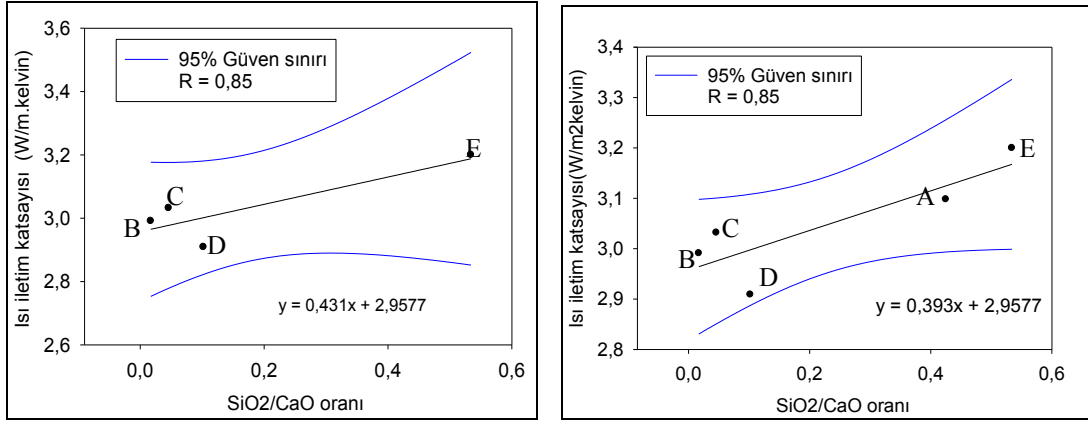 3,6
3,4
3,2
3,0
2,8
2,6
Isı iletim katsayısı (W/m.kelvin)
95% Güven sınırı
R = 0,85
B
C
D
E
y = 0,431x + 2,9577
0,0 0,2 0,4 0,6
SiO2/CaO oranı
3,4
3,3
3,2
3,1
3,0
2,9
2,8
Isı iletim katsayısı(W/m2kelvin)
95% Güven sınırı
R = 0,85
B
C
D
A
E
y = 0,393x + 2,9577
0,0 0,2 0,4 0,6
SiO2/CaO oranı